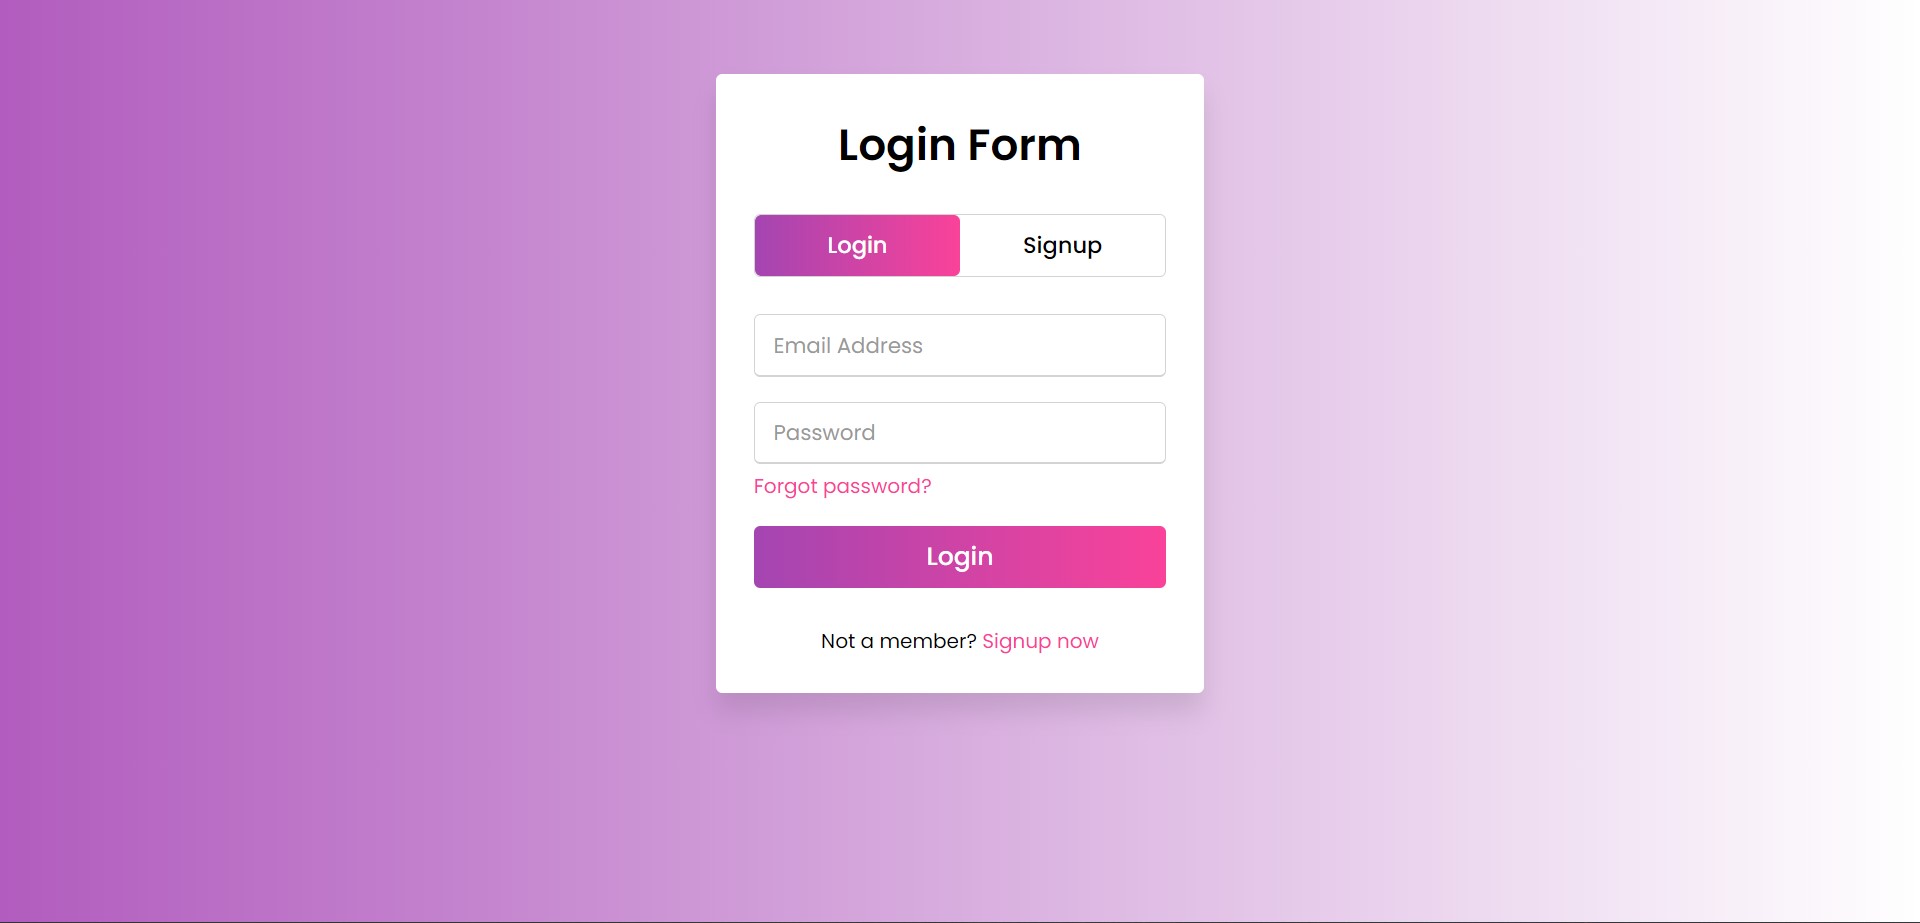 Login Form
Login Signup
Email Address
Password
Forgot password?
Login
Not a member? Signup now